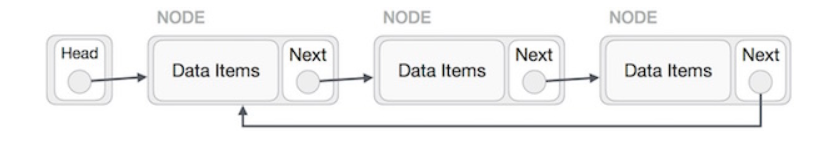 NODE NODE NODE
Head Data Items Next Data Items Next Data Items Next